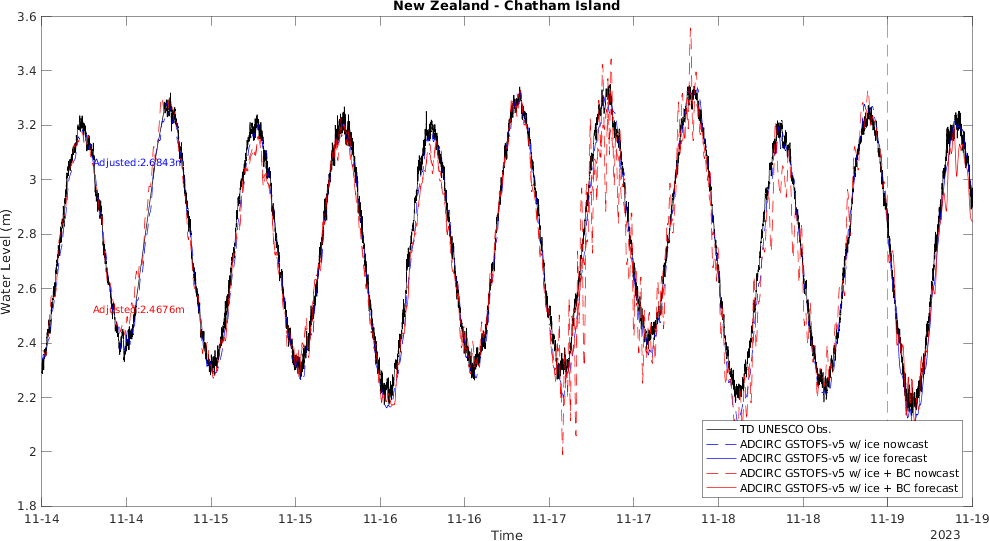 New Zealand - Chatham Island
3.6
3.4
3.2
3
2.8
2.6
2.4
2.2
2
1.8
Water Level (m)
Adjusted:2.6843m
Adjusted:2.4676m
TD UNESCO Obs.
ADCIRC GSTOFS-v5 w/ ice nowcast
ADCIRC GSTOFS-v5 w/ ice forecast
ADCIRC GSTOFS-v5 w/ ice + BC nowcast
ADCIRC GSTOFS-v5 w/ ice + BC forecast
11-14 11-14 11-15 11-15 11-16 11-16 11-17 11-17 11-18 11-18 11-19 11-19
Time
2023